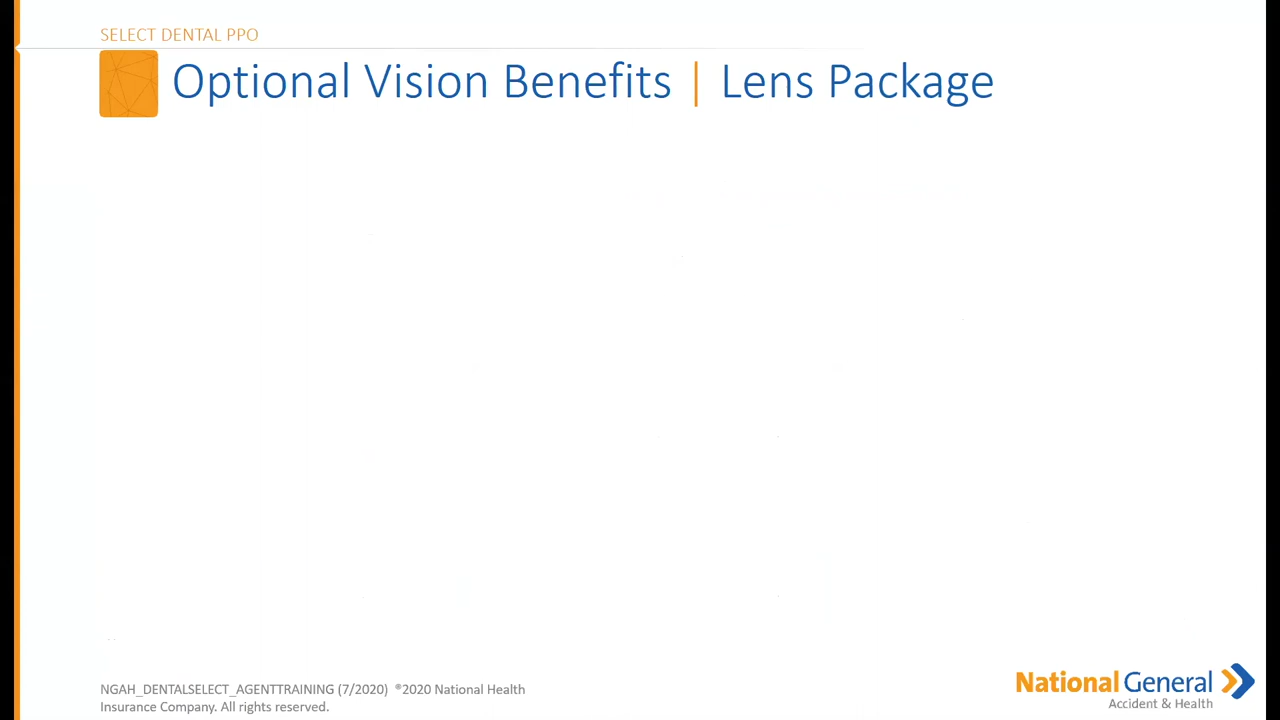 SELECT DENTAL PPO
Optional Vision Benefits | Lens Package
NGAH_DENTALSELECT_AGENTTRAINING (7/2020) ®2020 National Health
Insurance Company. All rights reserved.
National General
Accident & Health